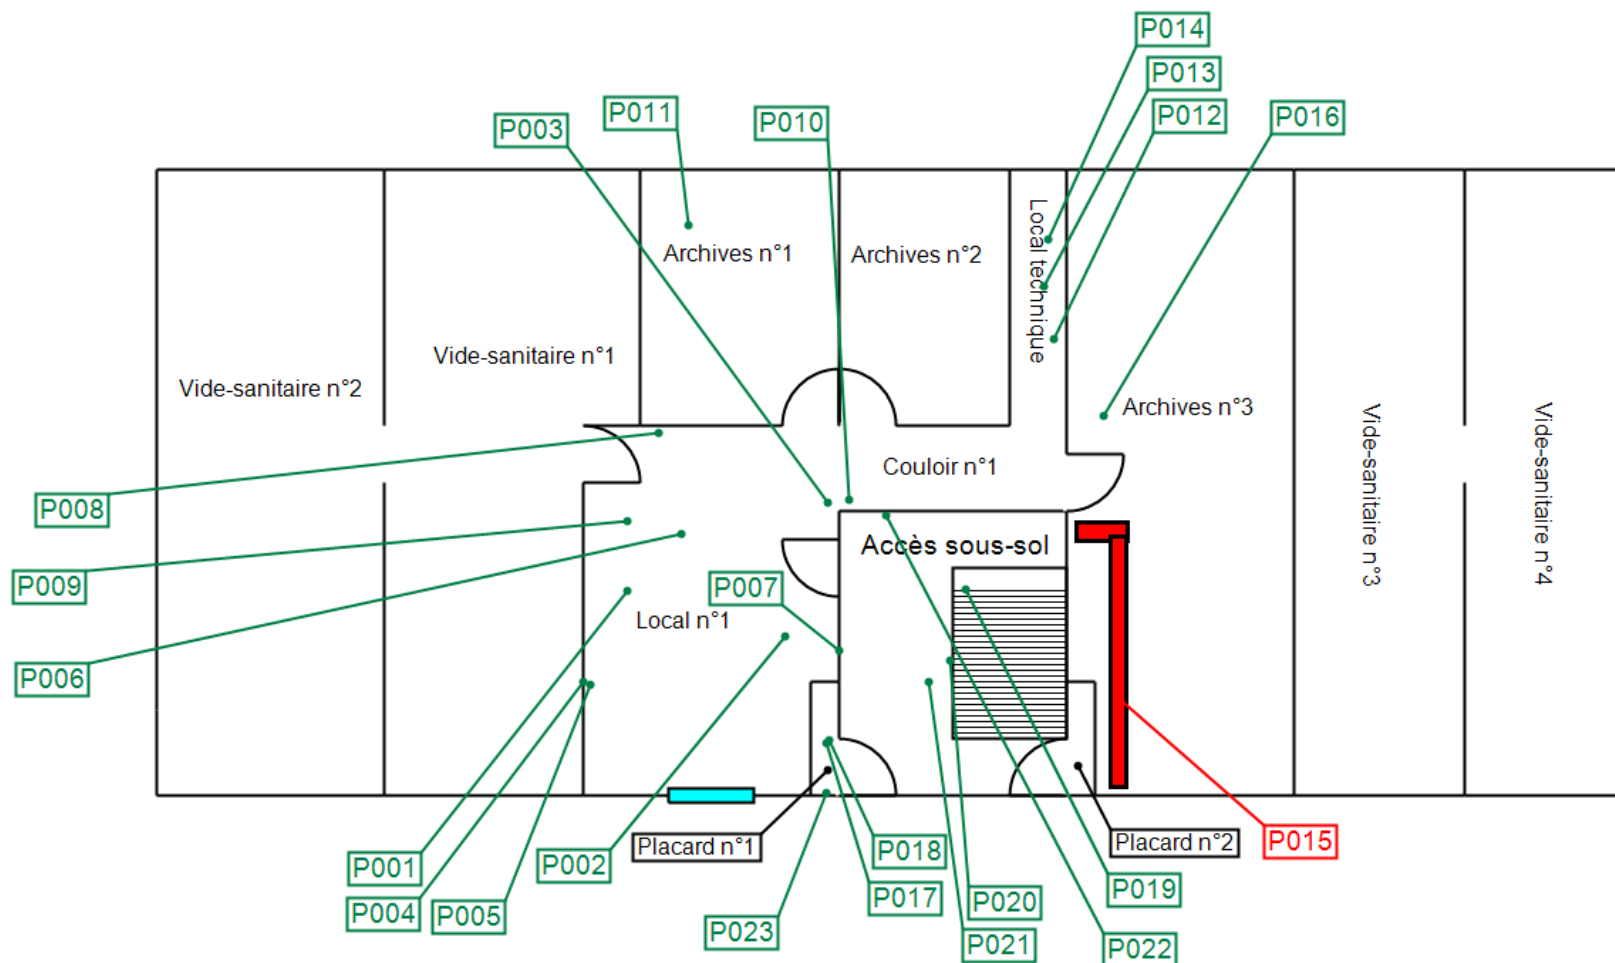 P014
P013
P011
P012
P016
P003
P010
Local technique
Archives n°1
Archives n°2
Vide-sanitaire n°1
Vide-sanitaire n°2
Archives n°3
Couloir n°1
Vide-sanitaire n°3
Vide-sanitaire n°4
P008
Accès sous-sol
P009
P007
Local n°1
P006
Placard n°1
P018
Placard n°2
P015
P001
P002
P019
P004
P005
P017
P020
P023
P021
P022